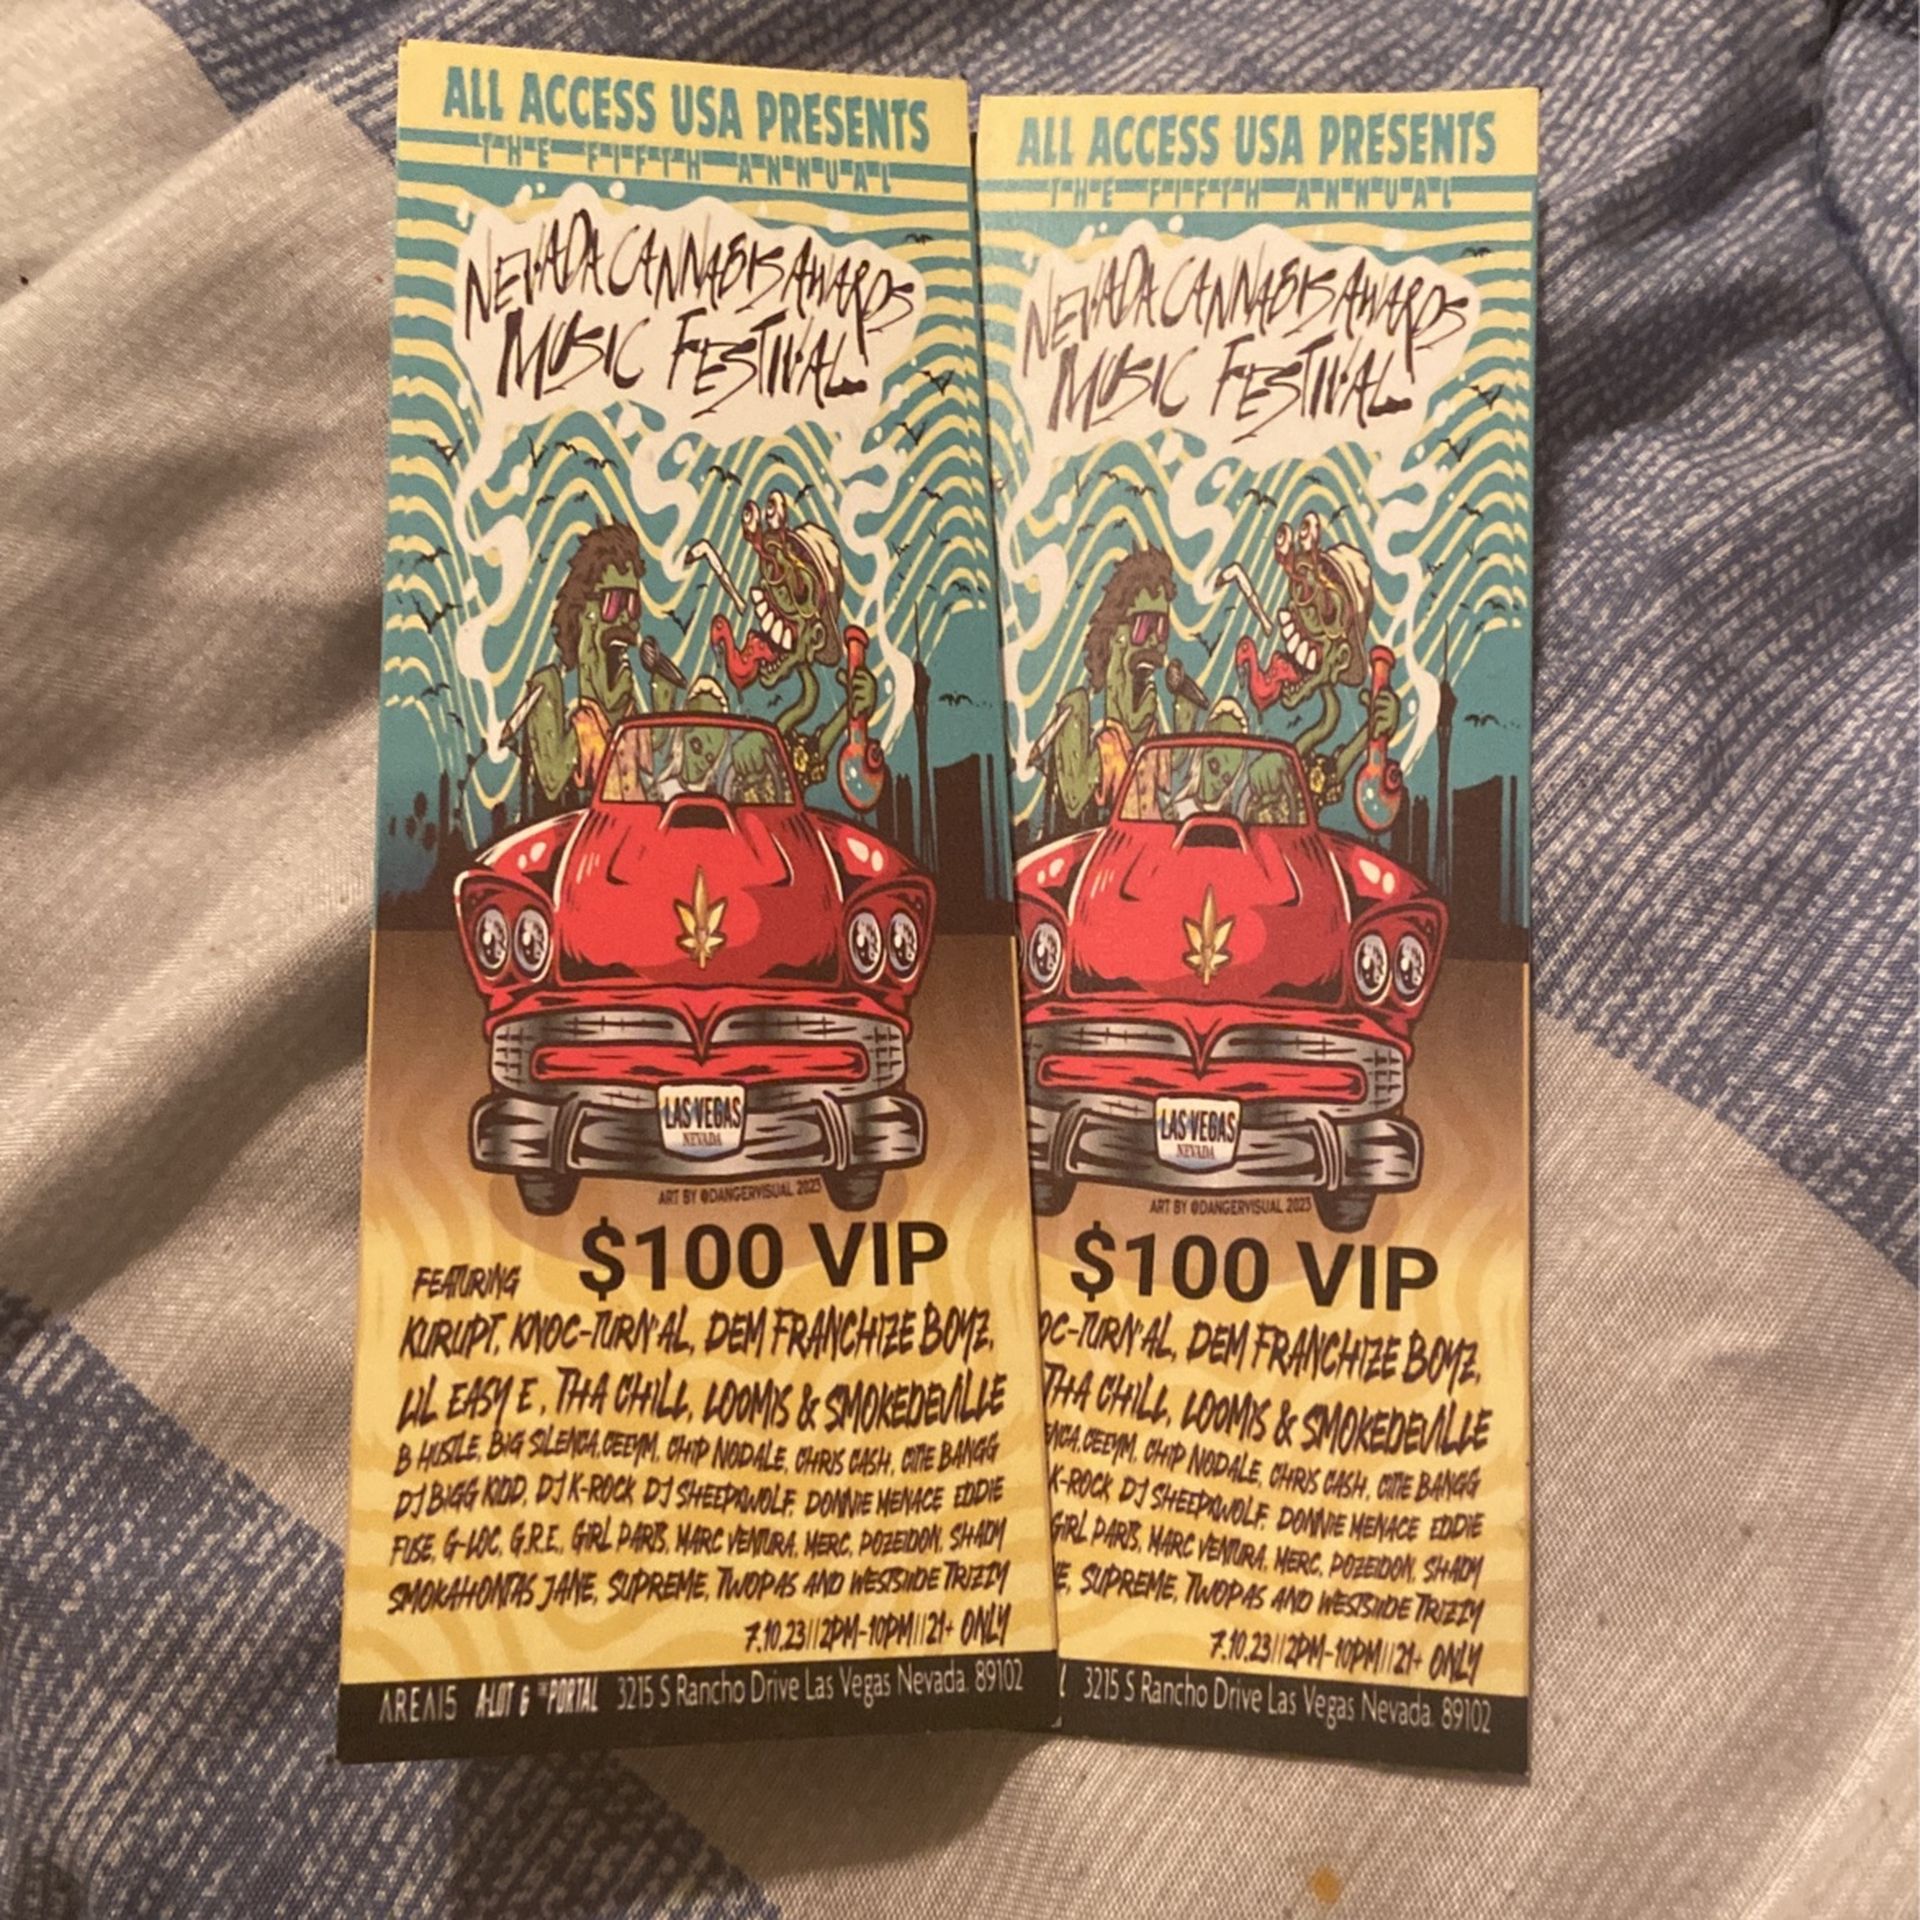 ALL ACCESS USA PRESENTS
THE FIFTH ANNUAL
NEVADA CANNABIS AWARDS
MUSIC FESTIVAL
LAS VEGAS
NEVADA
ART BY @DANGERVISUAL 2023
$100 VIP
FEATURING
KURUPT, KNOC-TURN'AL, DEM FRANCHIZE BOYZ,
LIL EASY E, THA CHILL, LOOMIS & SMOKEDEVILLE
B HUSTLE, BIG SILENCA, CEEYM, CHIP NODALE, CHRIS CASH, CITIE BANGG
DJ BIGG KIDD, DJ K-ROCK DJ SHEEPXWOLF, DONNIE MENACE EDDIE
FUSE, G-LOC, G.R.E., GIRL PARIS, MARC VENTURA, MERC, POZEIDON, SHADY
SMOKAHONTAS JANE, SUPREME, TWOPAS AND WESTSIIDE TRIZZY
7.10.23||2PM-10PM||21+ ONLY
AREA15 A-LOT & THE PORTAL 3215 S Rancho Drive Las Vegas Nevada. 89102
ALL ACCESS USA PRESENTS
THE FIFTH ANNUAL
NEVADA CANNABIS AWARDS
MUSIC FESTIVAL
LAS VEGAS
NEVADA
ART BY @DANGERVISUAL 2023
$100 VIP
OC-TURN'AL, DEM FRANCHIZE BOYZ,
THA CHILL, LOOMIS & SMOKEDEVILLE
ENCA, CEEYM, CHIP NODALE, CHRIS CASH, CITIE BANGG
K-ROCK DJ SHEEPXWOLF, DONNIE MENACE EDDIE
GIRL PARIS, MARC VENTURA, MERC, POZEIDON, SHADY
E, SUPREME, TWOPAS AND WESTSIIDE TRIZZY
7.10.23||2PM-10PM||21+ ONLY
L 3215 S Rancho Drive Las Vegas Nevada. 89102